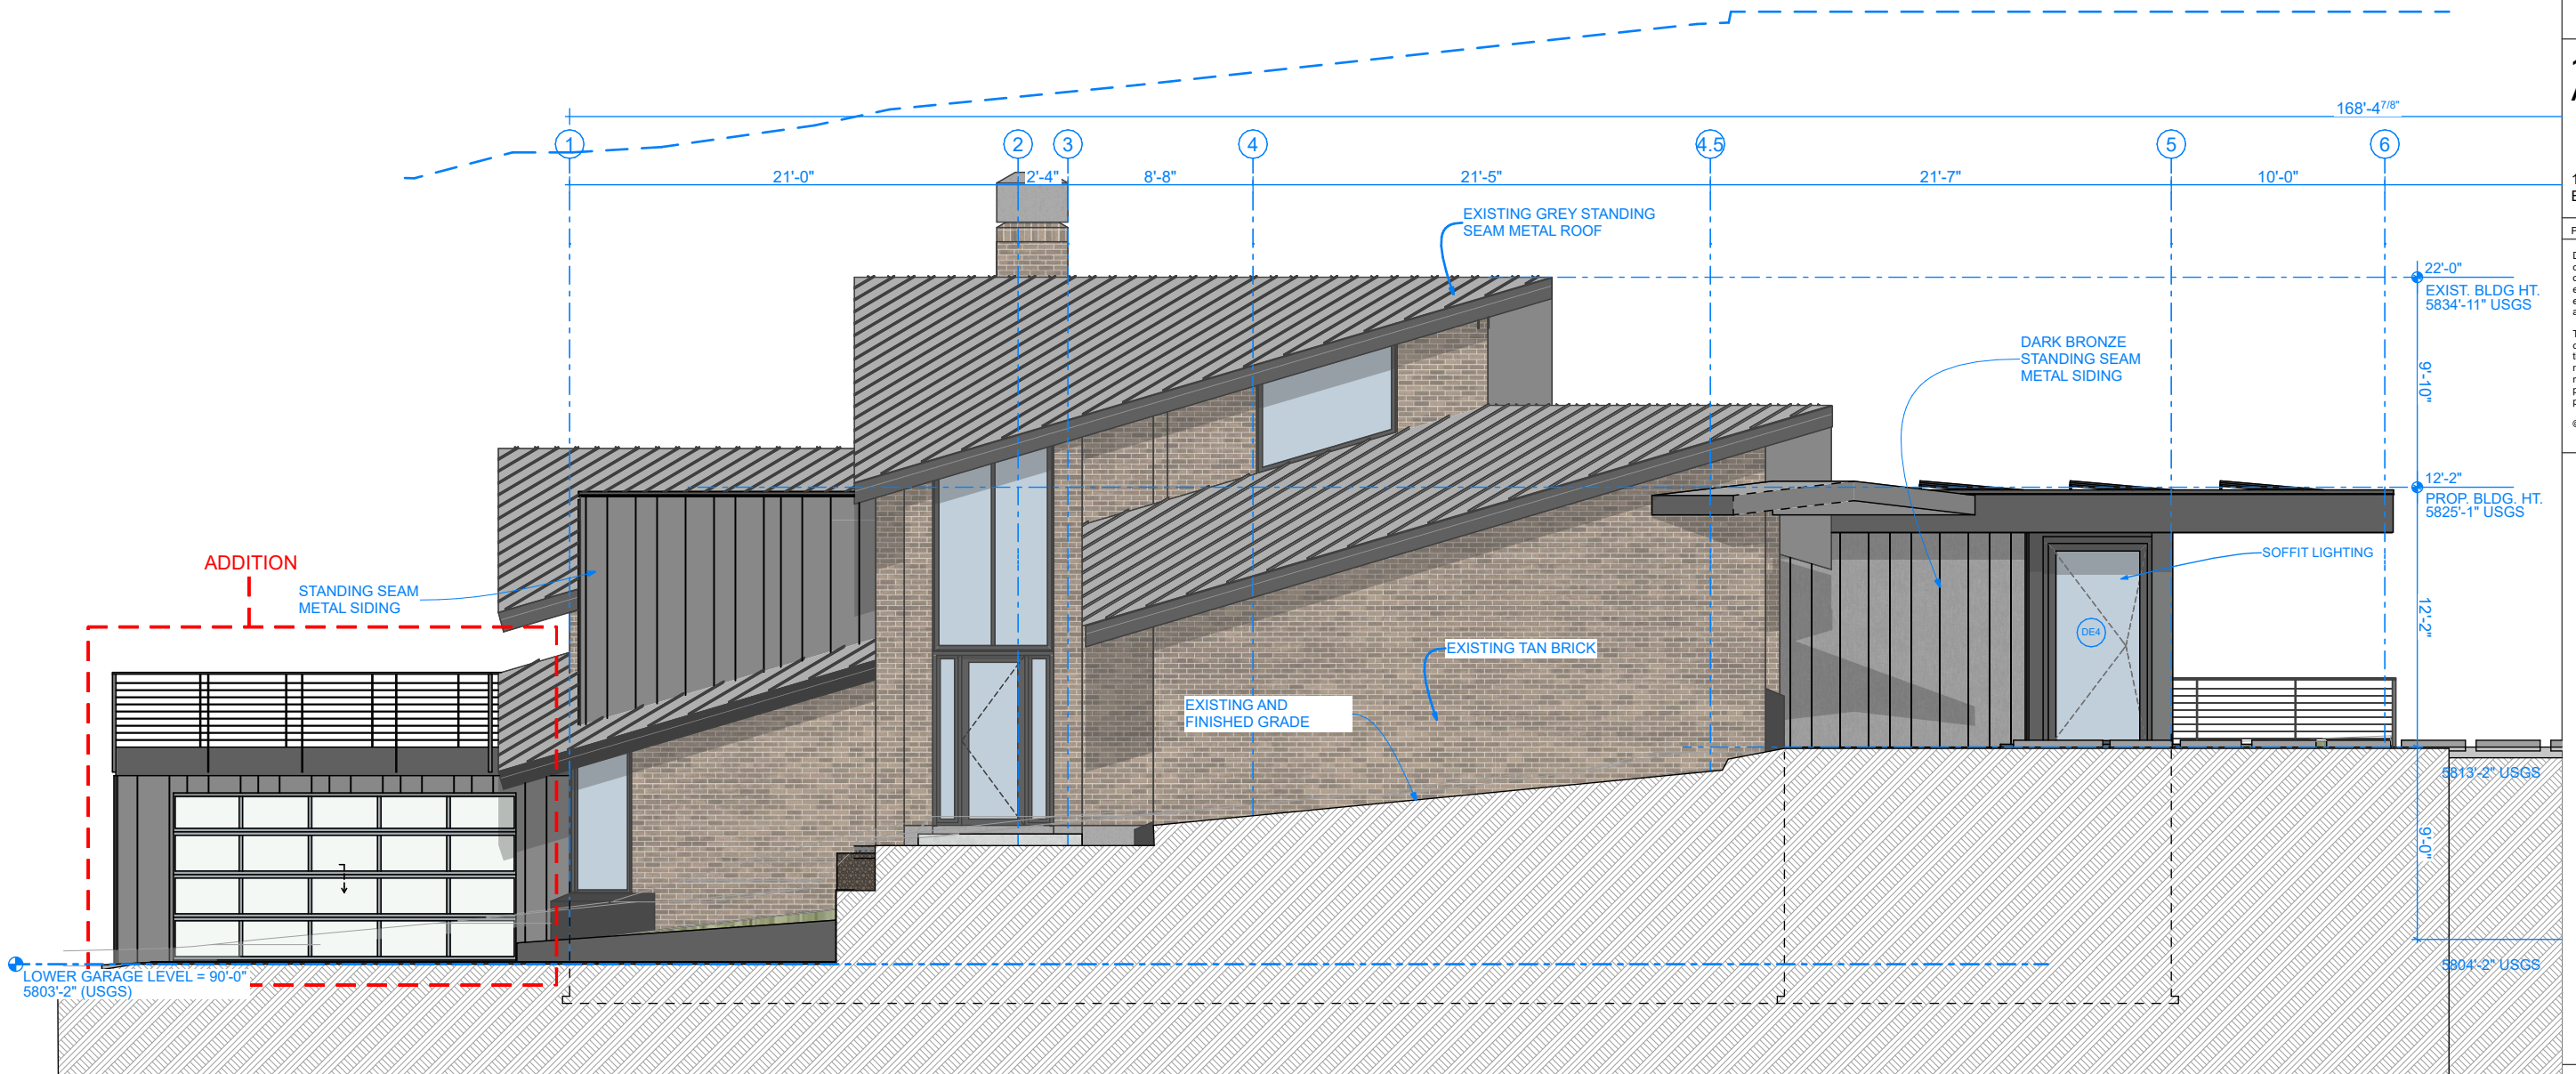 168'-4 7/8"
1
2
3
4
4.5
5
6
21'-0"
2'-4"
8'-8"
21'-5"
21'-7"
10'-0"
EXISTING GREY STANDING
SEAM METAL ROOF
22'-0"
EXIST. BLDG HT.
5834'-11" USGS
DARK BRONZE
STANDING SEAM
METAL SIDING
9'-10"
12'-2"
PROP. BLDG. HT.
5825'-1" USGS
ADDITION
STANDING SEAM
METAL SIDING
SOFFIT LIGHTING
DE4
12'-2"
EXISTING TAN BRICK
EXISTING AND
FINISHED GRADE
5813'-2" USGS
9'-0"
5804'-2" USGS
LOWER GARAGE LEVEL = 90'-0"
5803'-2" (USGS)